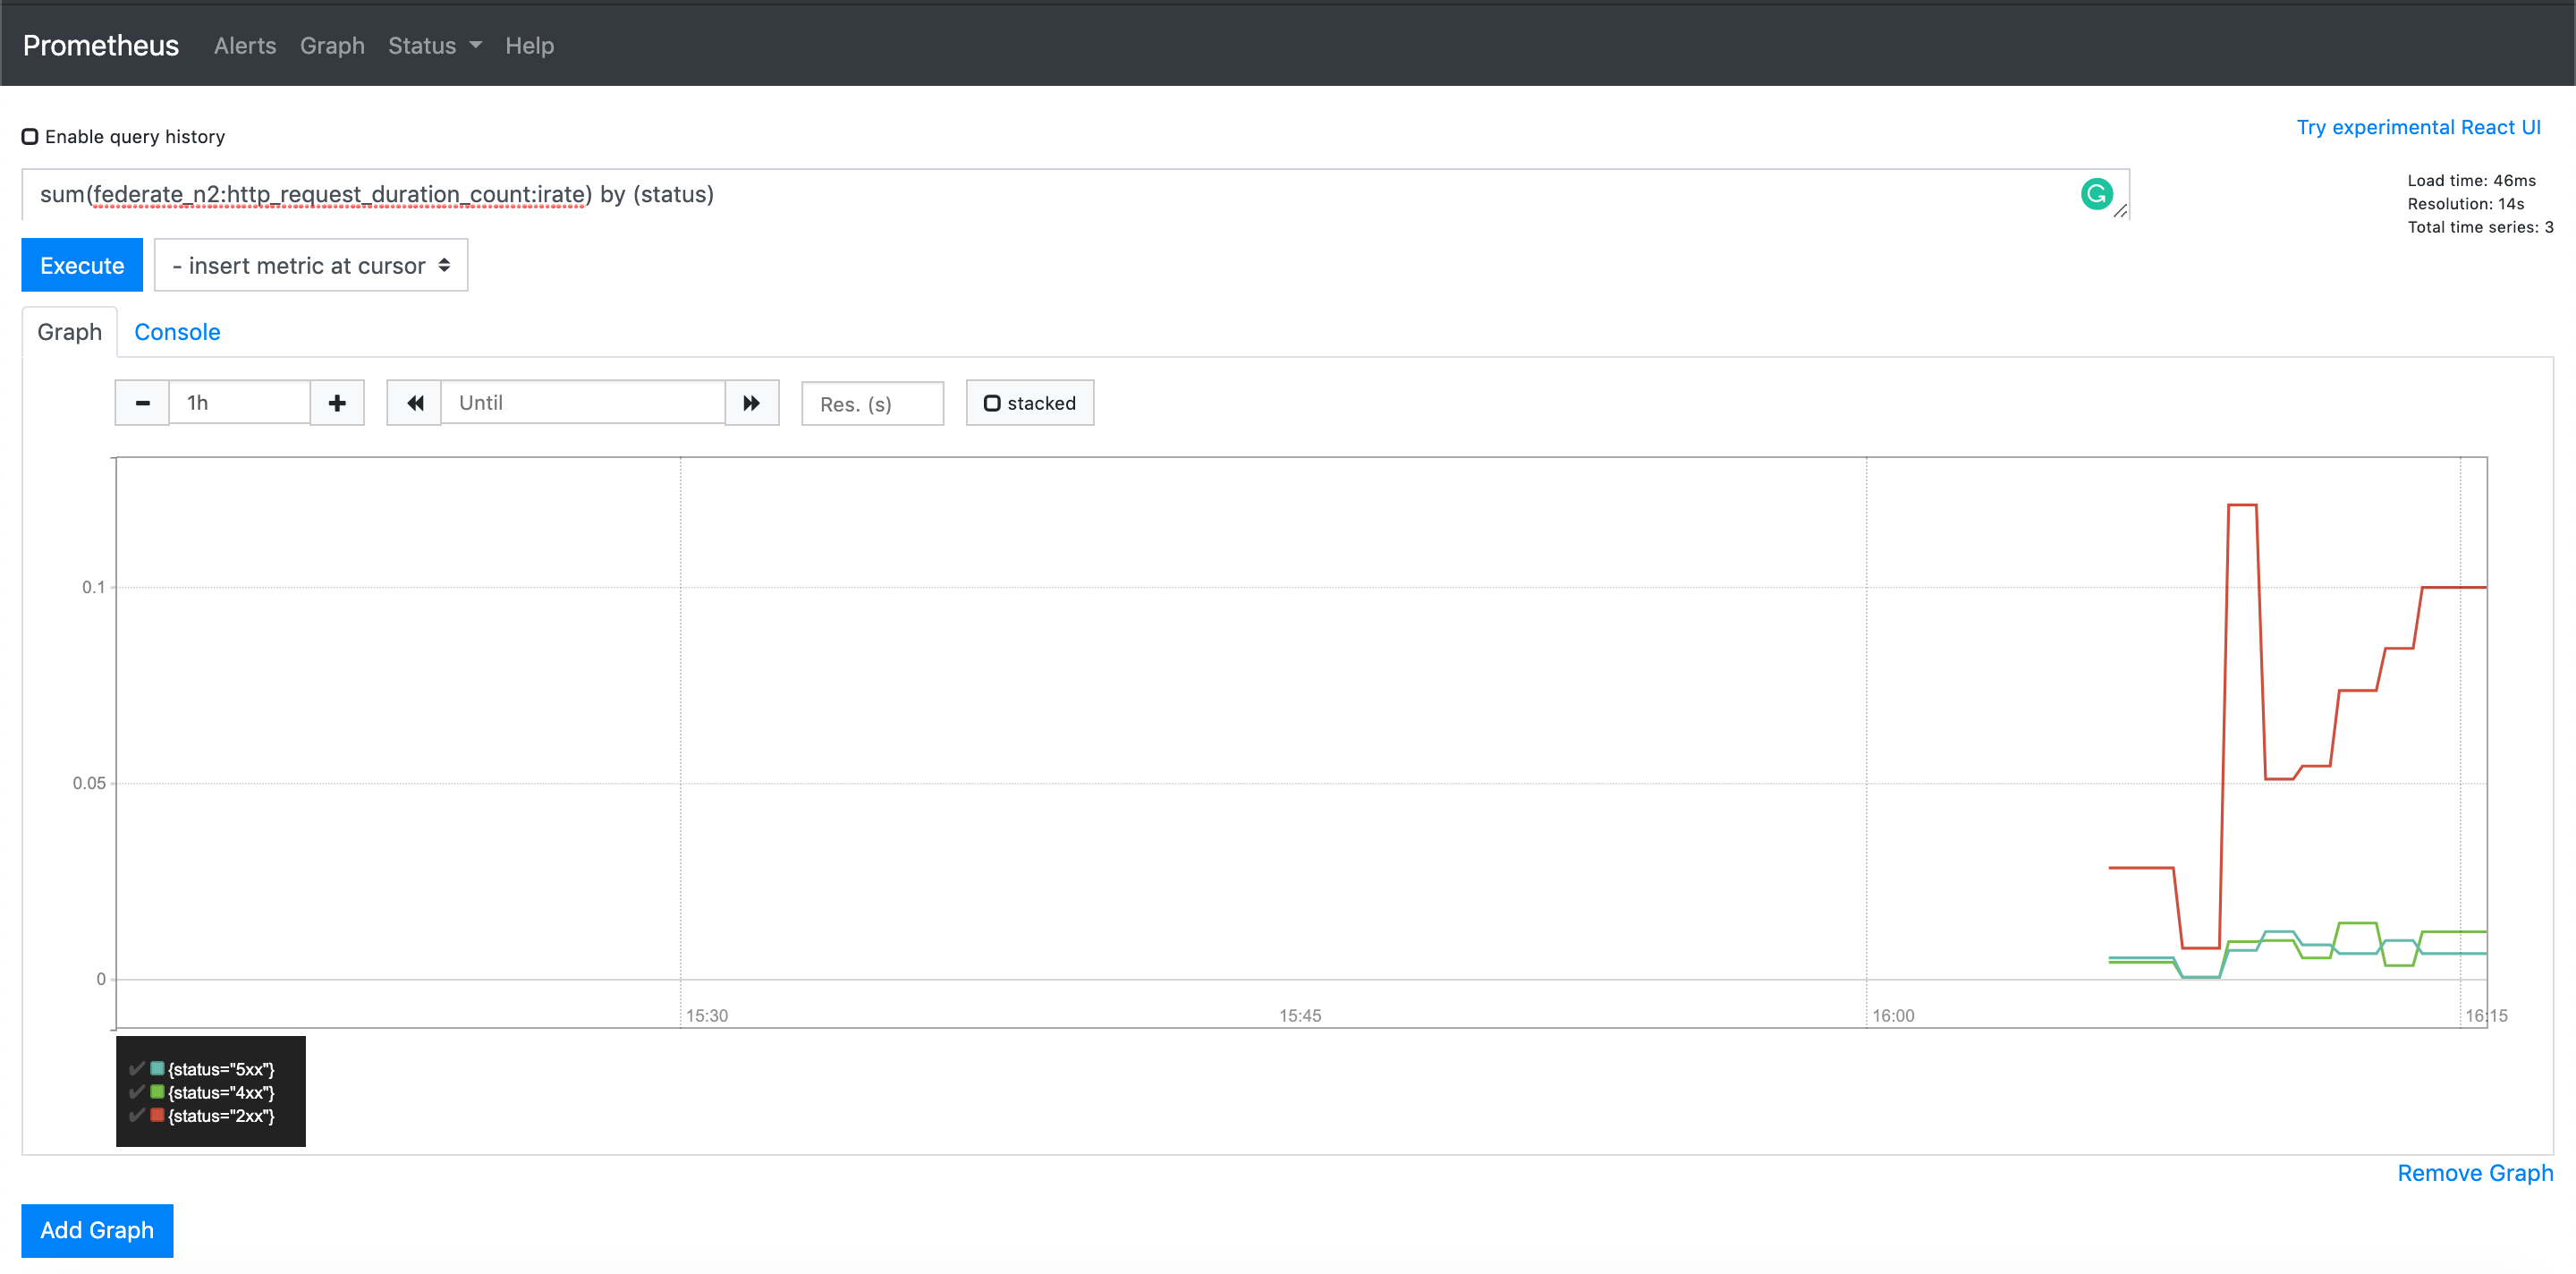 Prometheus Alerts Graph Status Help
Enable query history
Try experimental React UI
sum(federate_n2:http_request_duration_count:irate) by (status)
Load time: 46ms
Resolution: 14s
Total time series: 3
Execute
- insert metric at cursor
Graph Console
1h
Until
Res. (s)
stacked
0.1
0.05
0
15:30 15:45 16:00 16:15
{status="5xx"}
{status="4xx"}
{status="2xx"}
Remove Graph
Add Graph